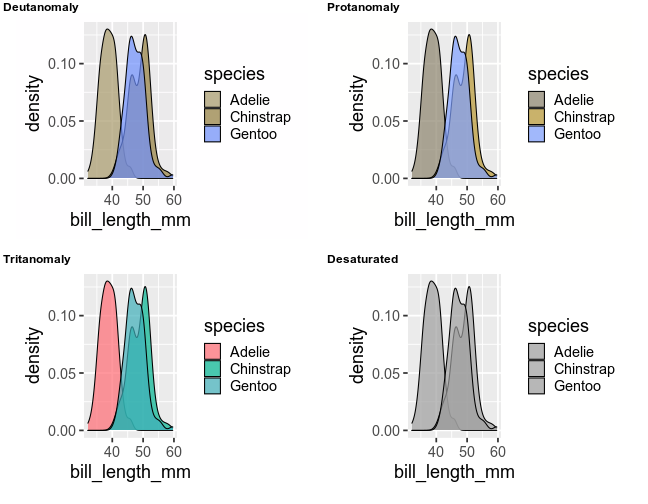 Deutanomaly
density
0.10
0.05
0.00
40 50 60
bill_length_mm
species
Adelie
Chinstrap
Gentoo
Protanomaly
density
0.10
0.05
0.00
40 50 60
bill_length_mm
species
Adelie
Chinstrap
Gentoo
Tritanomaly
density
0.10
0.05
0.00
40 50 60
bill_length_mm
species
Adelie
Chinstrap
Gentoo
Desaturated
density
0.10
0.05
0.00
40 50 60
bill_length_mm
species
Adelie
Chinstrap
Gentoo